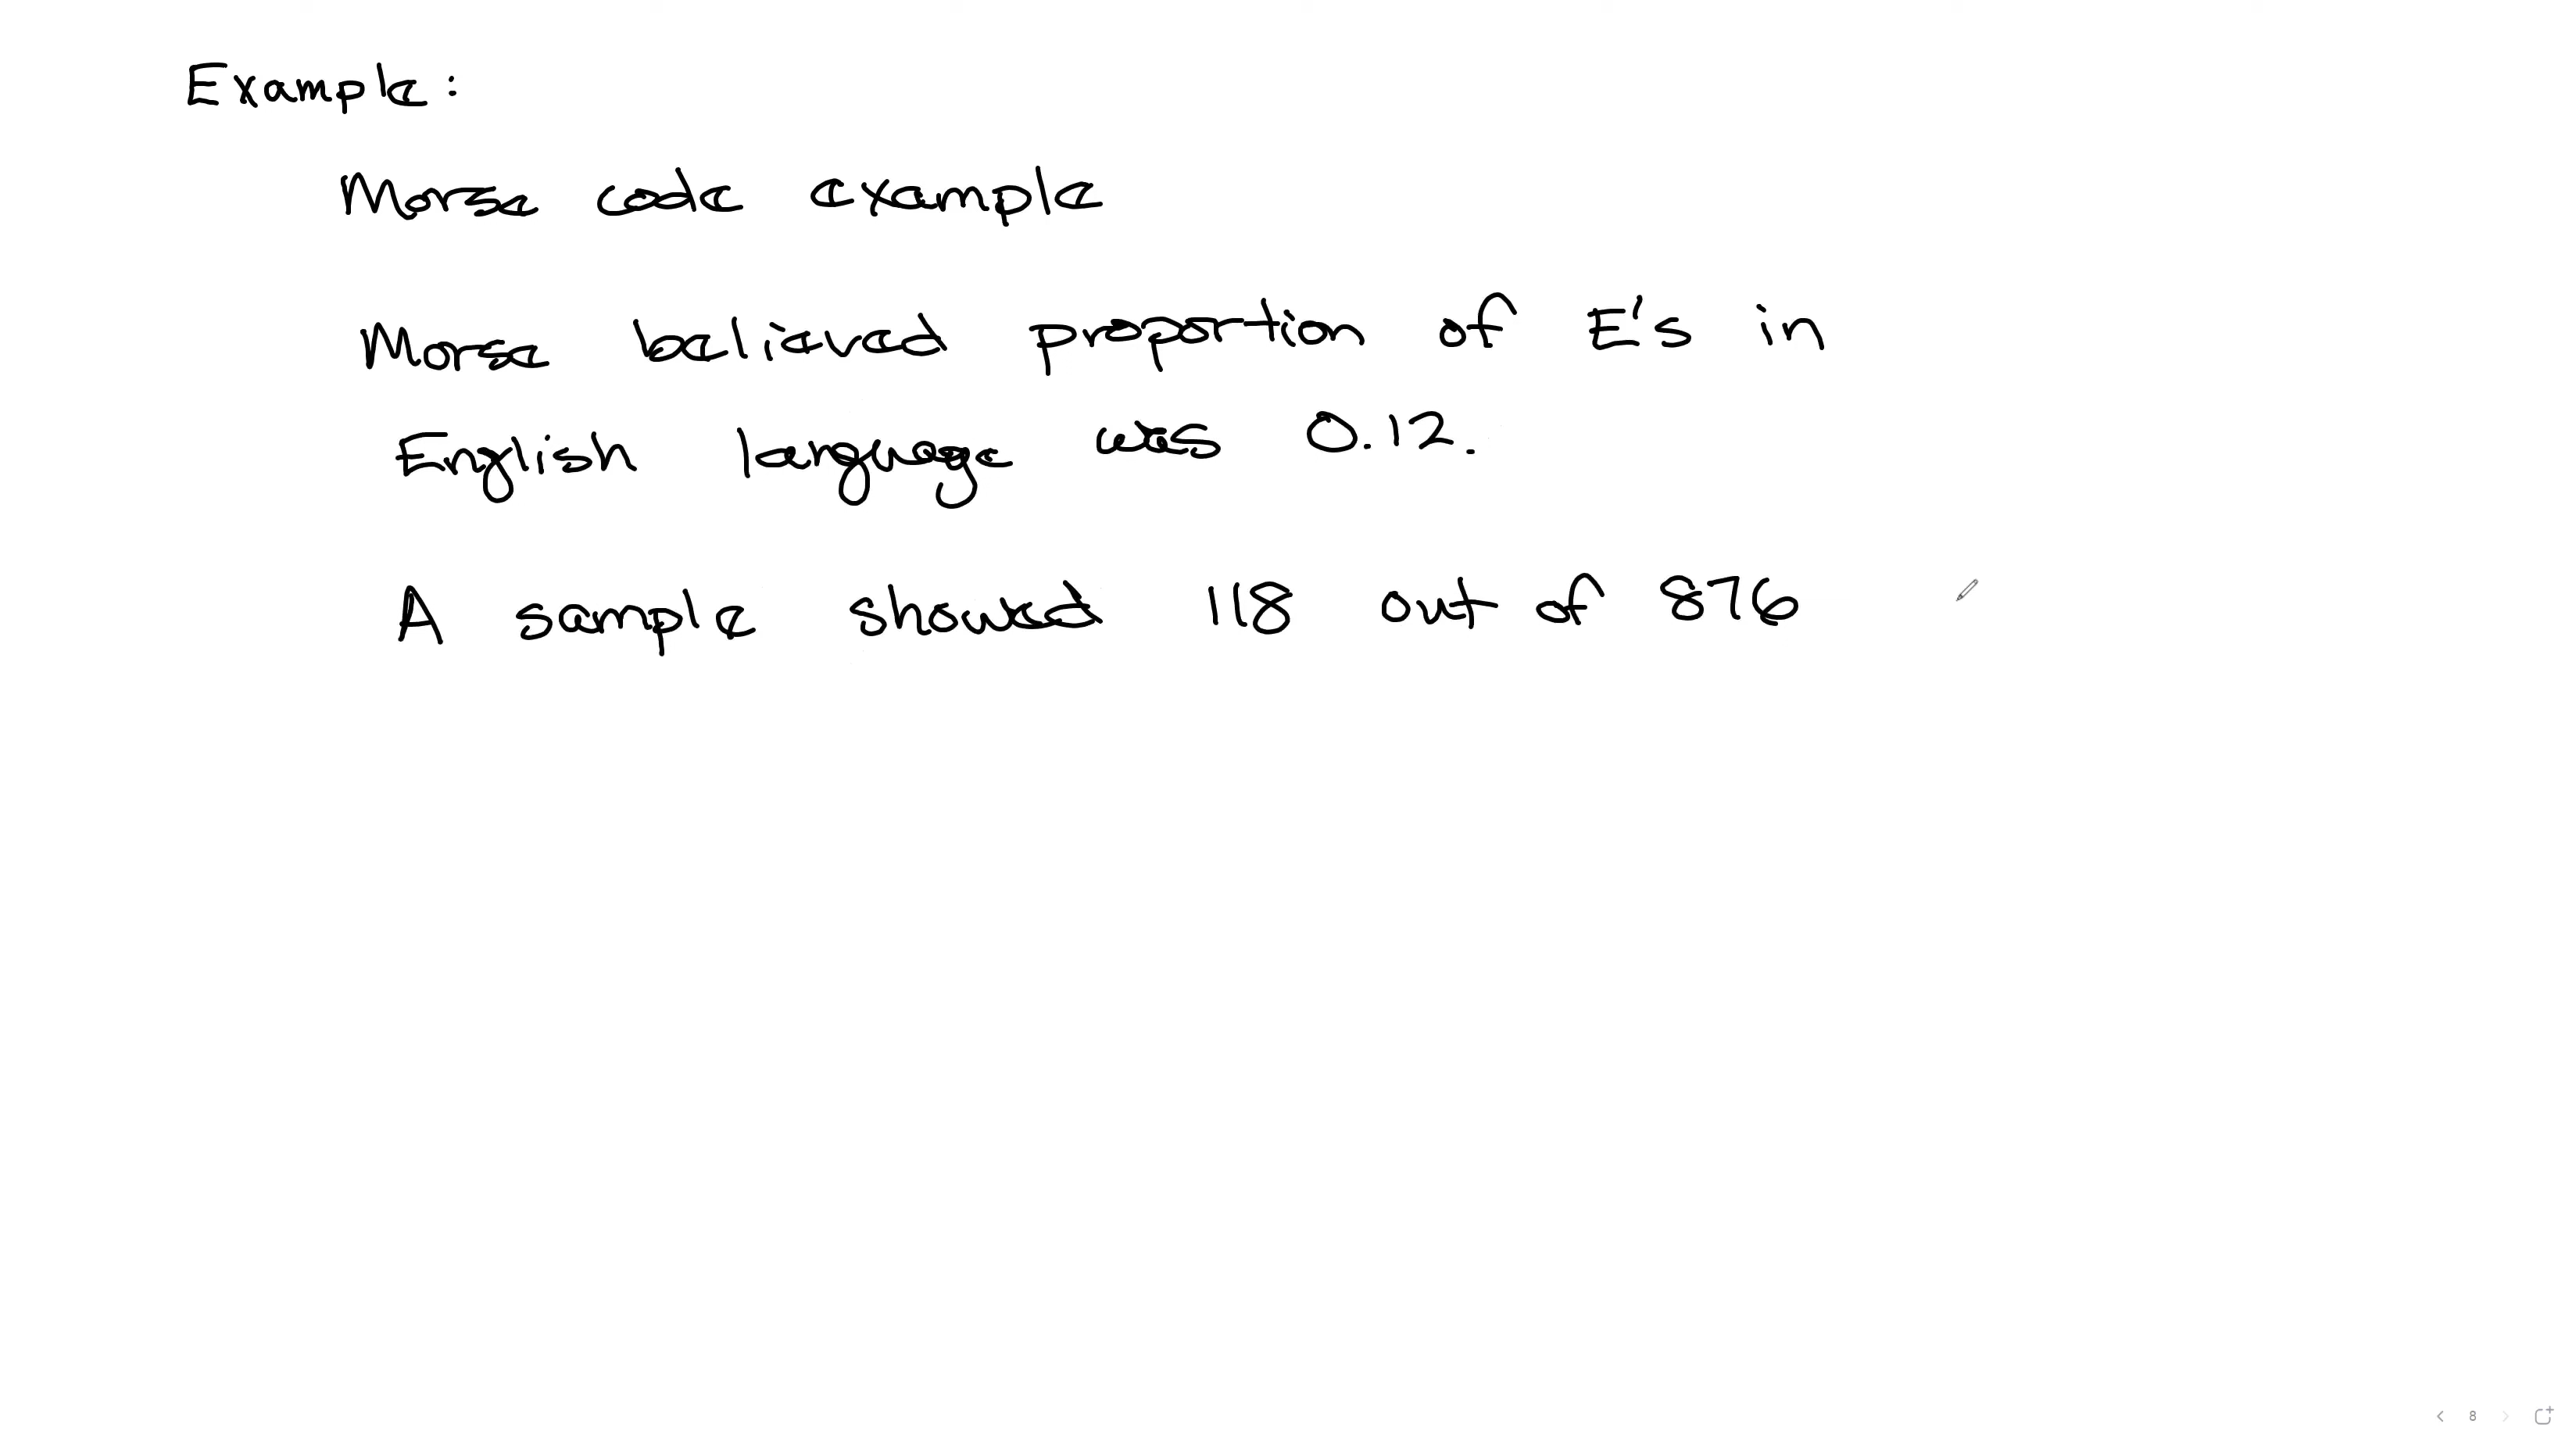 Example:
Morse code example
Morse believed proportion of E's in
English language was 0.12.
A sample showed 118 out of 876
8